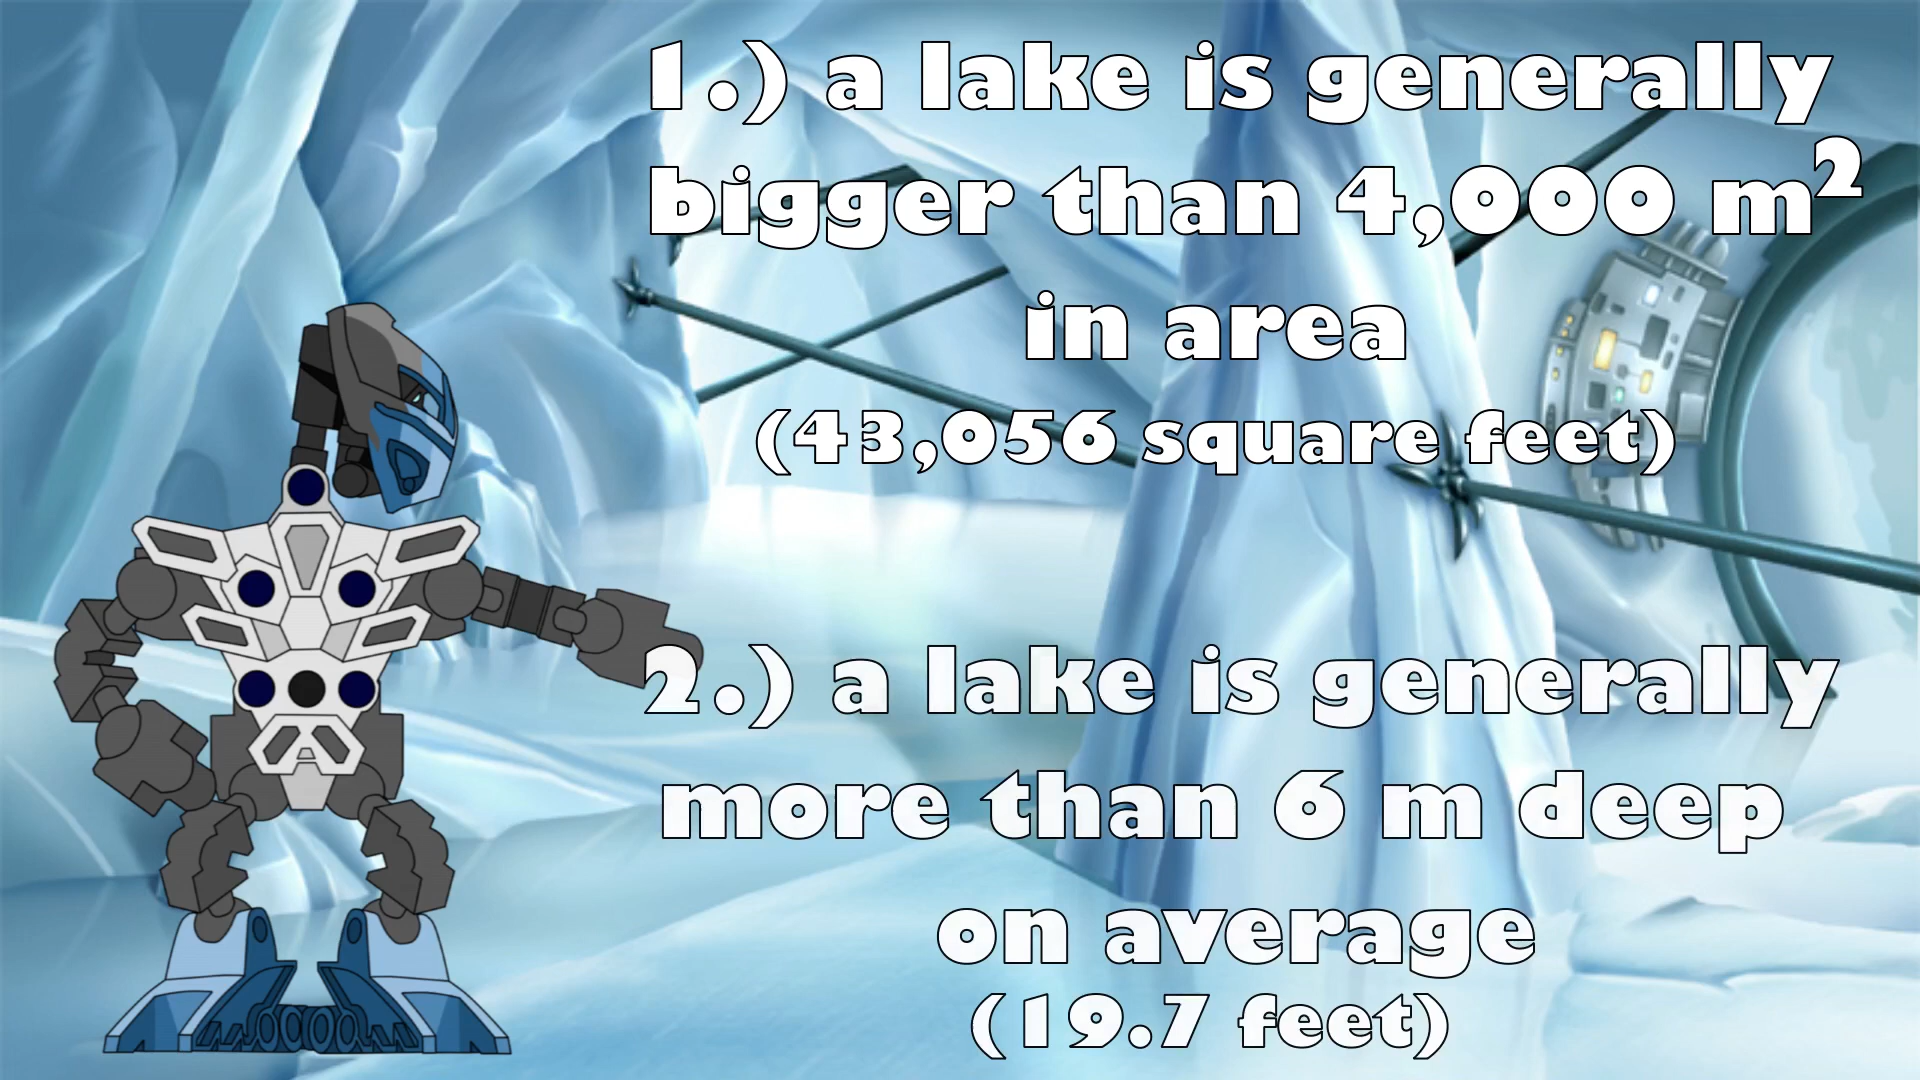 1.) a lake is generally
bigger than 4,000 m²
in area
(43,056 square feet)
2.) a lake is generally
more than 6 m deep
on average
(19.7 feet)